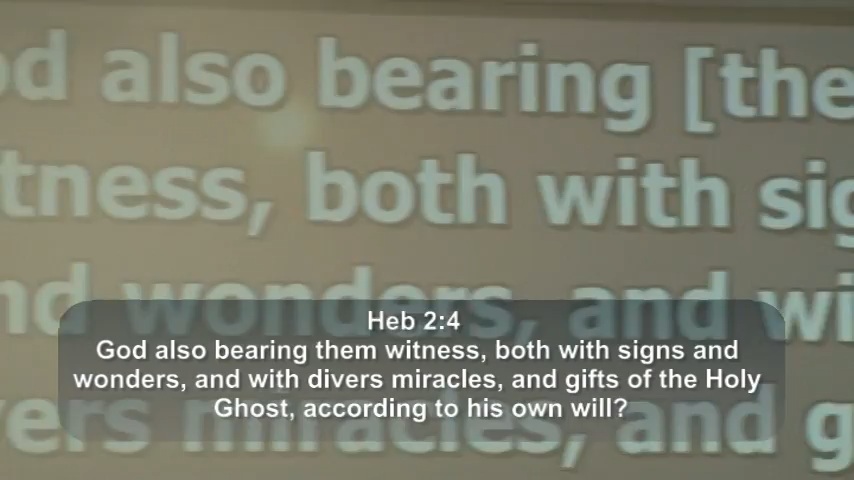 od also bearing [the
tness, both with sig
nd wonders, and wi
ers miracles, and g
Heb 2:4
God also bearing them witness, both with signs and
wonders, and with divers miracles, and gifts of the Holy
Ghost, according to his own will?